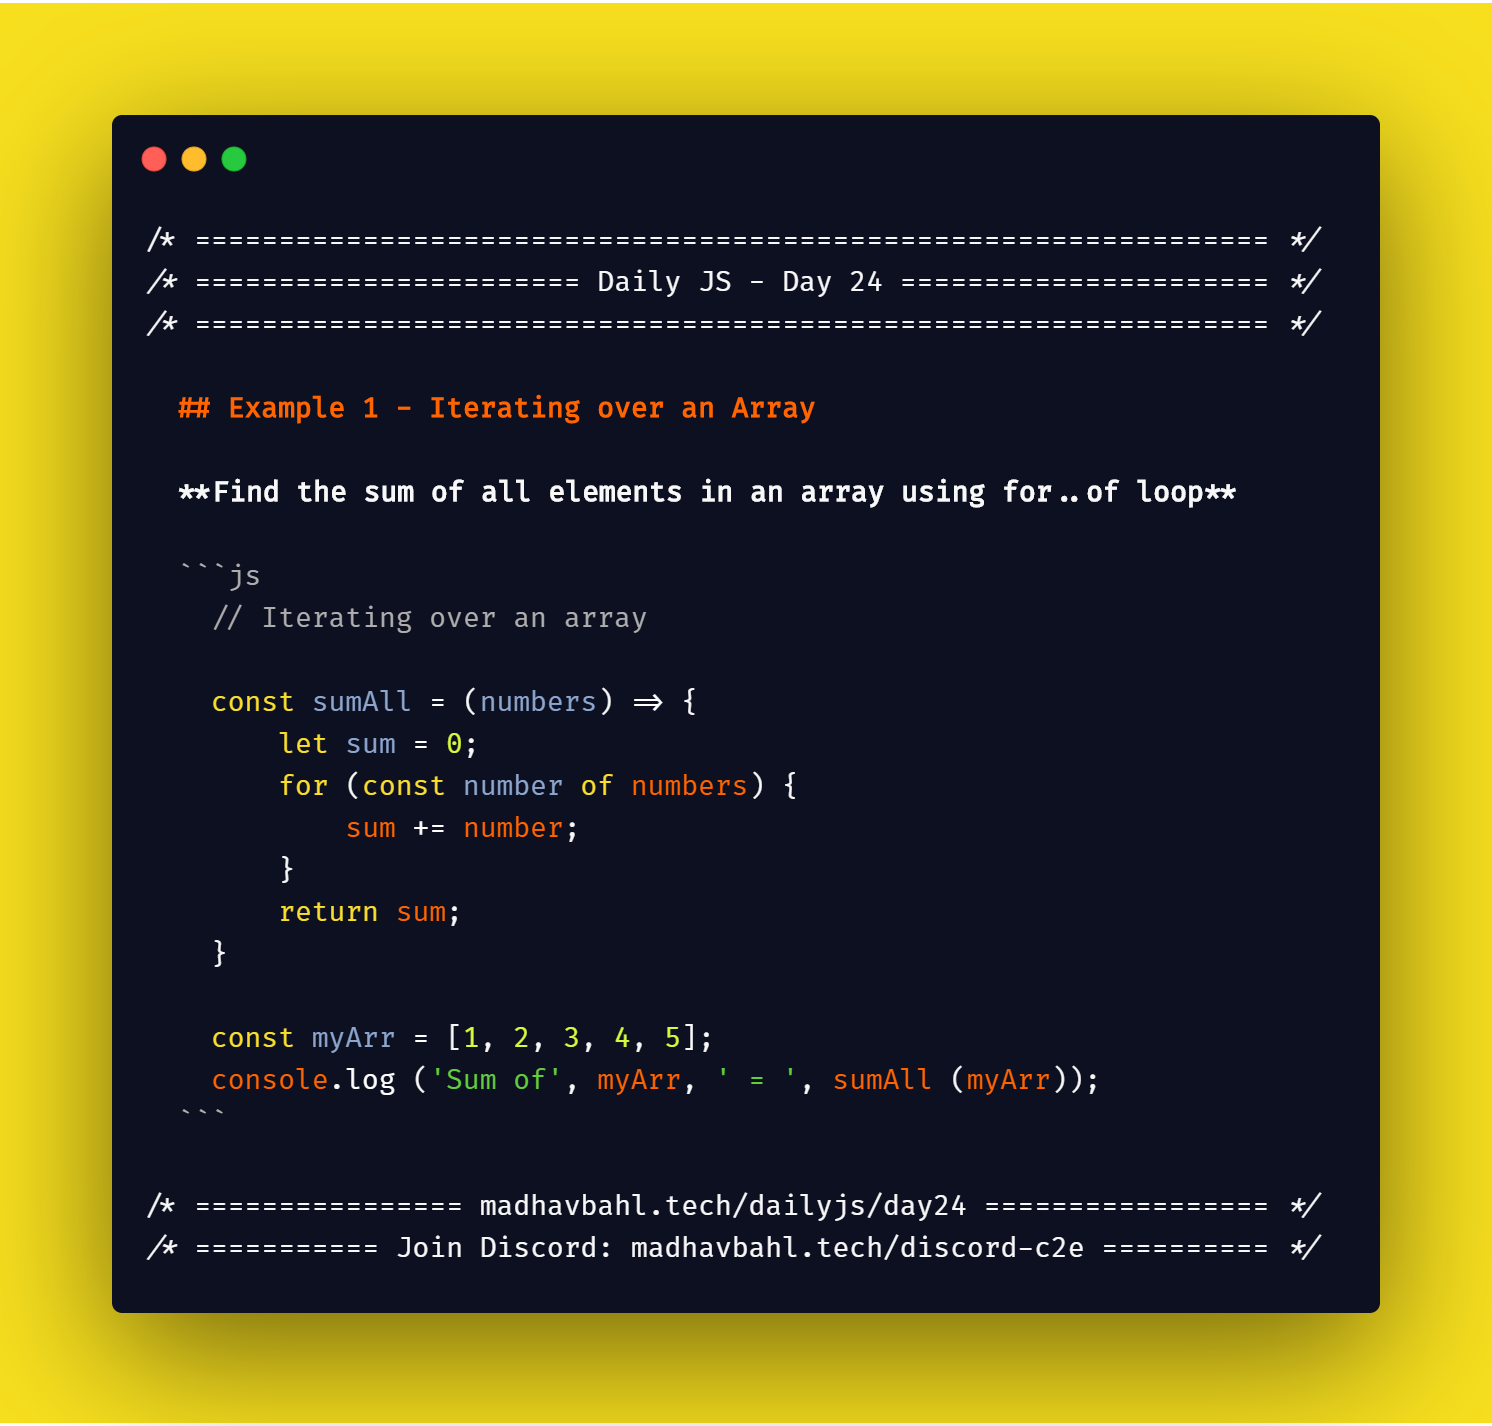 /* ================================================================ */
/* ======================= Daily JS - Day 24 ====================== */
/* ================================================================ */
## Example 1 - Iterating over an Array
**Find the sum of all elements in an array using for..of loop**
```js
// Iterating over an array
const sumAll = (numbers) => {
let sum = 0;
for (const number of numbers) {
sum += number;
}
return sum;
}
const myArr = [1, 2, 3, 4, 5];
console.log ('Sum of', myArr, ' = ', sumAll (myArr));
```
/* ================ madhavbahl.tech/dailyjs/day24 ================= */
/* =========== Join Discord: madhavbahl.tech/discord-c2e ========== */